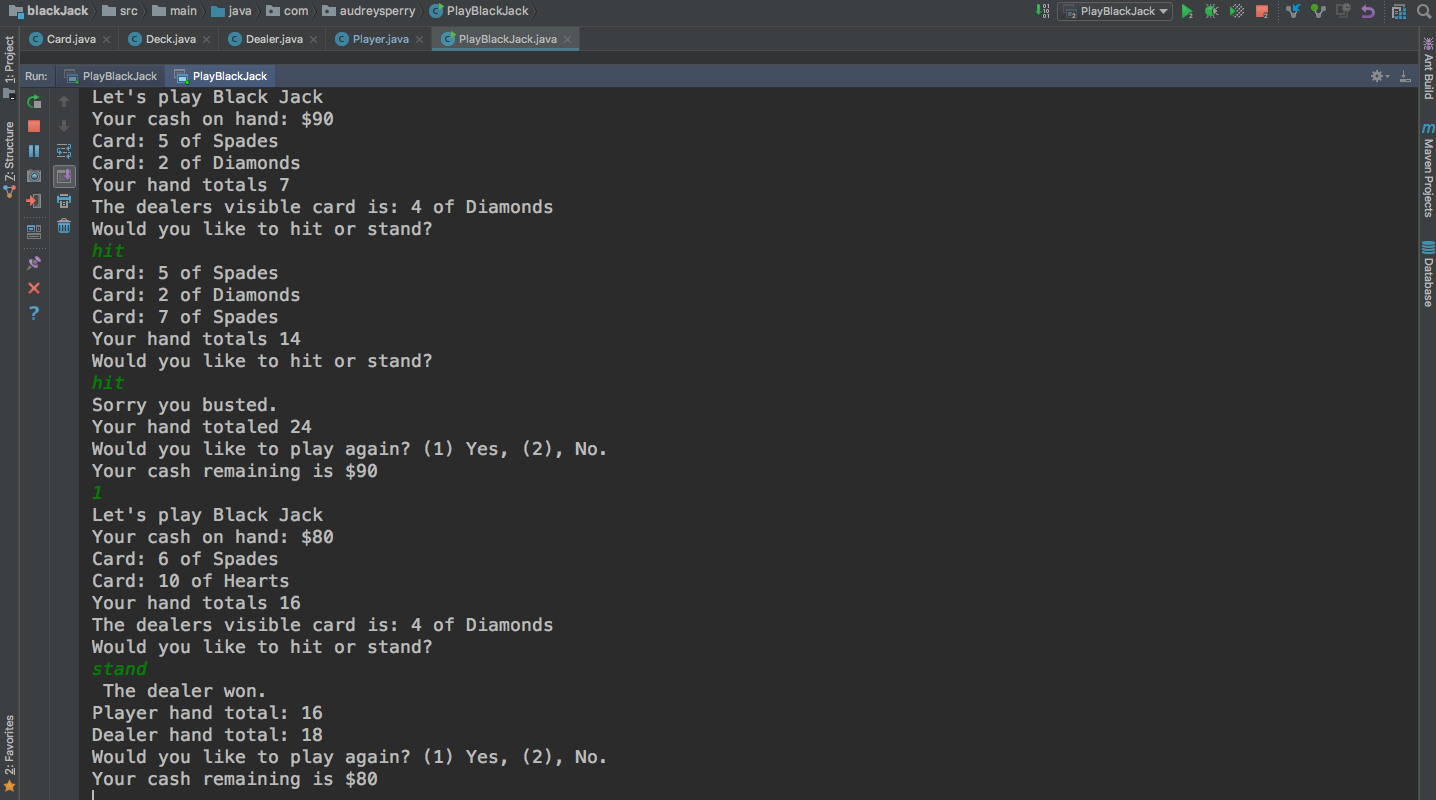 blackJack src main java com audreysperry PlayBlackJack PlayBlackJack
Card.java Deck.java Dealer.java Player.java PlayBlackJack.java
Run: PlayBlackJack PlayBlackJack
1: Project
Z: Structure
2: Favorites
Let's play Black Jack
Your cash on hand: $90
Card: 5 of Spades
Card: 2 of Diamonds
Your hand totals 7
The dealers visible card is: 4 of Diamonds
Would you like to hit or stand?
hit
Card: 5 of Spades
Card: 2 of Diamonds
Card: 7 of Spades
Your hand totals 14
Would you like to hit or stand?
hit
Sorry you busted.
Your hand totaled 24
Would you like to play again? (1) Yes, (2), No.
Your cash remaining is $90
1
Let's play Black Jack
Your cash on hand: $80
Card: 6 of Spades
Card: 10 of Hearts
Your hand totals 16
The dealers visible card is: 4 of Diamonds
Would you like to hit or stand?
stand
The dealer won.
Player hand total: 16
Dealer hand total: 18
Would you like to play again? (1) Yes, (2), No.
Your cash remaining is $80
Ant Build
Maven Projects
Database